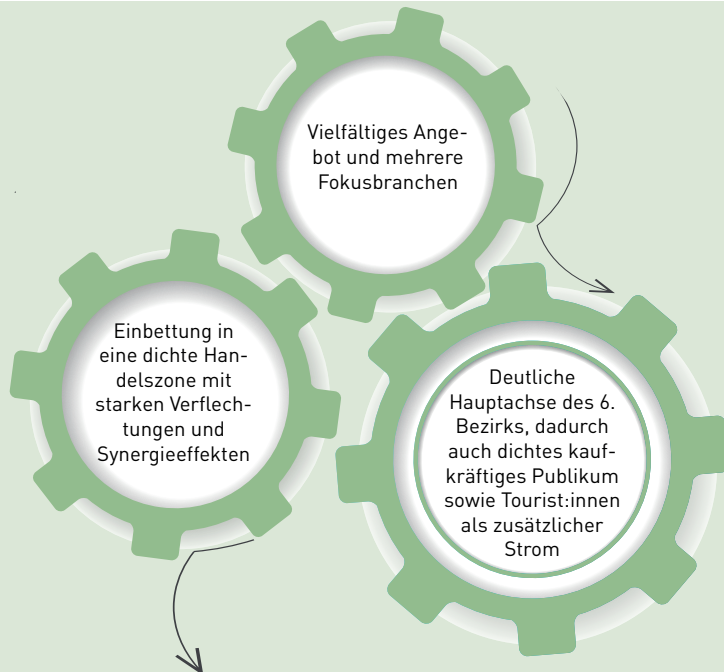 Vielfältiges Ange-
bot und mehrere
Fokusbranchen
Einbettung in
eine dichte Han-
delszone mit
starken Verflech-
tungen und
Synergieeffekten
Deutliche
Hauptachse des 6.
Bezirks, dadurch
auch dichtes kauf-
kräftiges Publikum
sowie Tourist:innen
als zusätzlicher
Strom